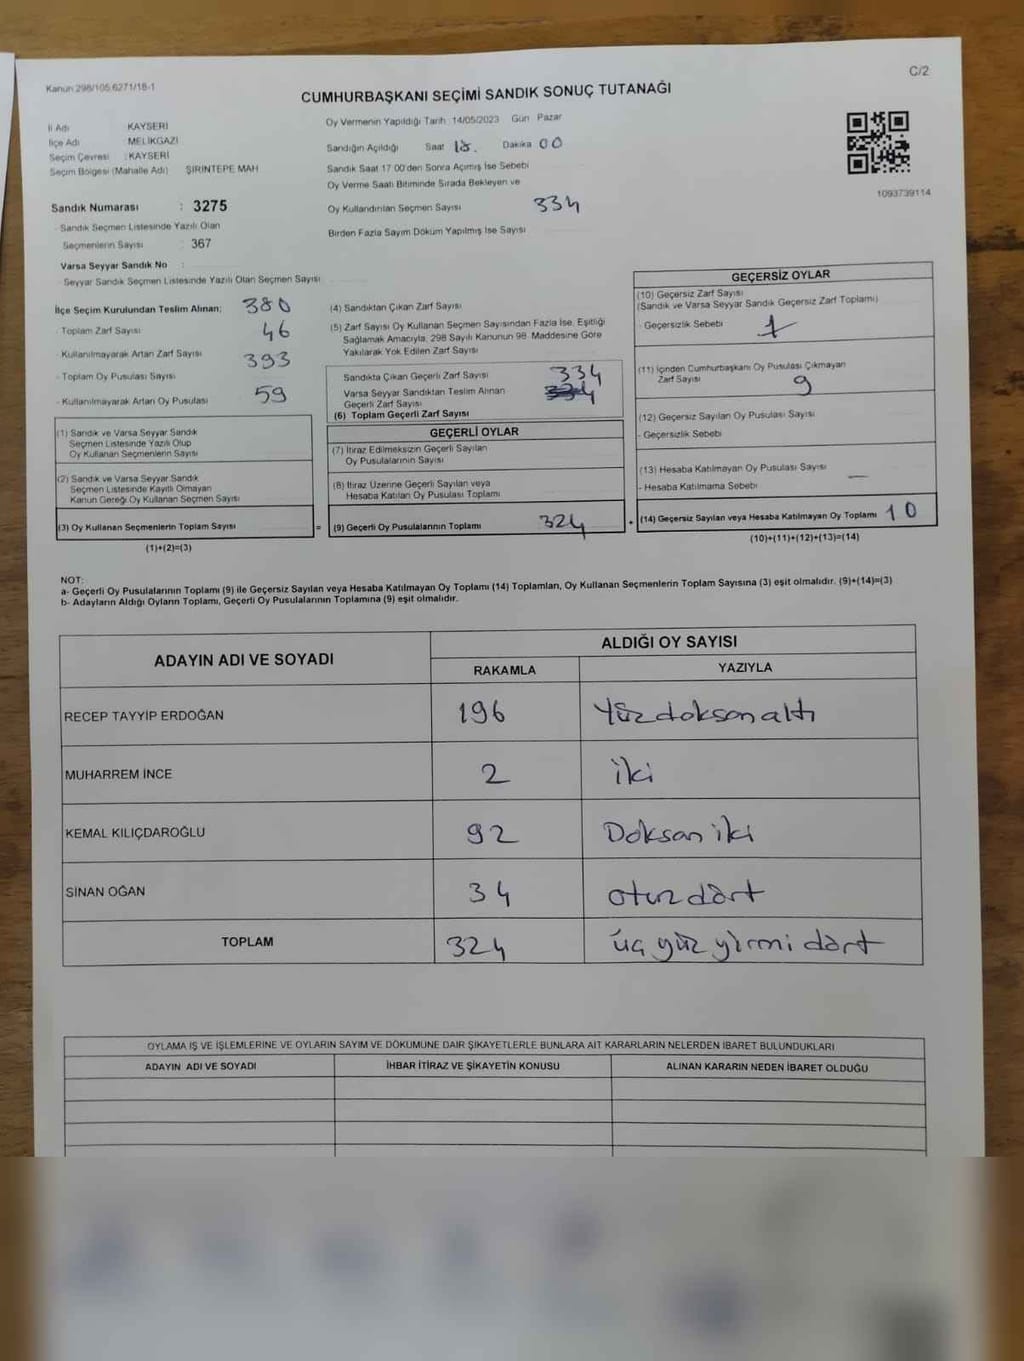 Kanun 298/105 6271/18-1
C/2
CUMHURBAŞKANI SEÇİMİ SANDIK SONUÇ TUTANAĞI
İl Adı KAYSERİ
İlçe Adı MELİKGAZİ
Seçim Çevresi : KAYSERİ
Seçim Bölgesi (Mahalle Adı) ŞİRİNTEPE MAH
Oy Vermenin Yapıldığı Tarih 14/05/2023 Gün Pazar
Sandığın Açıldığı Saat 18. Dakika 00
Sandık Saat 17 00'den Sonra Açımış İse Sebebi
Oy Verme Saati Bitiminde Sırada Bekleyen ve
Oy Kullandırılan Seçmen Sayısı 334
Birden Fazla Sayım Döküm Yapılmış İse Sayısı
1093739114
Sandık Numarası : 3275
- Sandık Seçmen Listesinde Yazılı Olan
Seçmenlerin Sayısı : 367
Varsa Seyyar Sandık No :
- Seyyar Sandık Seçmen Listesinde Yazılı Olan Seçmen Sayısı
İlçe Seçim Kurulundan Teslim Alınan; 380
- Toplam Zarf Sayısı 46
- Kullanılmayarak Artan Zarf Sayısı 393
- Toplam Oy Pusulası Sayısı
- Kullanılmayarak Artan Oy Pusulası 59
(1) Sandık ve Varsa Seyyar Sandık
Seçmen Listesinde Yazılı Olup
Oy Kullanan Seçmenlerin Sayısı
(2) Sandık ve Varsa Seyyar Sandık
Seçmen Listesinde Kayıtlı Olmayan
Kanun Gereği Oy Kullanan Seçmen Sayısı
(3) Oy Kullanan Seçmenlerin Toplam Sayısı =
(1)+(2)=(3)
(4) Sandıktan Çıkan Zarf Sayısı
(5) Zarf Sayısı Oy Kullanan Seçmen Sayısından Fazla İse, Eşitliği
Sağlamak Amacıyla, 298 Sayılı Kanunun 98. Maddesine Göre
Yakılarak Yok Edilen Zarf Sayısı
Sandıkta Çıkan Geçerli Zarf Sayısı 334
Varsa Seyyar Sandıktan Teslim Alınan
Geçerli Zarf Sayısı
(6) Toplam Geçerli Zarf Sayısı
GEÇERLİ OYLAR
(7) İtiraz Edilmeksizin Geçerli Sayılan
Oy Pusulalarının Sayısı
(8) İtiraz Üzerine Geçerli Sayılan veya
Hesaba Katılan Oy Pusulası Toplamı
(9) Geçerli Oy Pusulalarının Toplamı 324 +
GEÇERSİZ OYLAR
(10) Geçersiz Zarf Sayısı
(Sandık ve Varsa Seyyar Sandık Geçersiz Zarf Toplamı)
- Geçersizlik Sebebi 1
(11) İçinden Cumhurbaşkanı Oy Pusulası Çıkmayan
Zarf Sayısı 9
(12) Geçersiz Sayılan Oy Pusulası Sayısı
- Geçersizlik Sebebi
(13) Hesaba Katılmayan Oy Pusulası Sayısı —
- Hesaba Katılmama Sebebi
(14) Geçersiz Sayılan veya Hesaba Katılmayan Oy Toplamı 10
(10)+(11)+(12)+(13)=(14)
NOT:
a- Geçerli Oy Pusulalarının Toplamı (9) ile Geçersiz Sayılan veya Hesaba Katılmayan Oy Toplamı (14) Toplamları, Oy Kullanan Seçmenlerin Toplam Sayısına (3) eşit olmalıdır. (9)+(14)=(3)
b- Adayların Aldığı Oyların Toplamı, Geçerli Oy Pusulalarının Toplamına (9) eşit olmalıdır.
ADAYIN ADI VE SOYADI
ALDIĞI OY SAYISI
RAKAMLA YAZIYLA
RECEP TAYYİP ERDOĞAN 196 Yüzdoksanaltı
MUHARREM İNCE 2 iki
KEMAL KILIÇDAROĞLU 92 Doksan iki
SİNAN OĞAN 34 otuz dört
TOPLAM 324 üç yüz yirmi dört
OYLAMA İŞ VE İŞLEMLERİNE VE OYLARIN SAYIM VE DÖKÜMÜNE DAİR ŞİKAYETLERLE BUNLARA AİT KARARLARIN NELERDEN İBARET BULUNDUKLARI
ADAYIN ADI VE SOYADI İHBAR İTİRAZ VE ŞİKAYETİN KONUSU ALINAN KARARIN NEDEN İBARET OLDUĞU